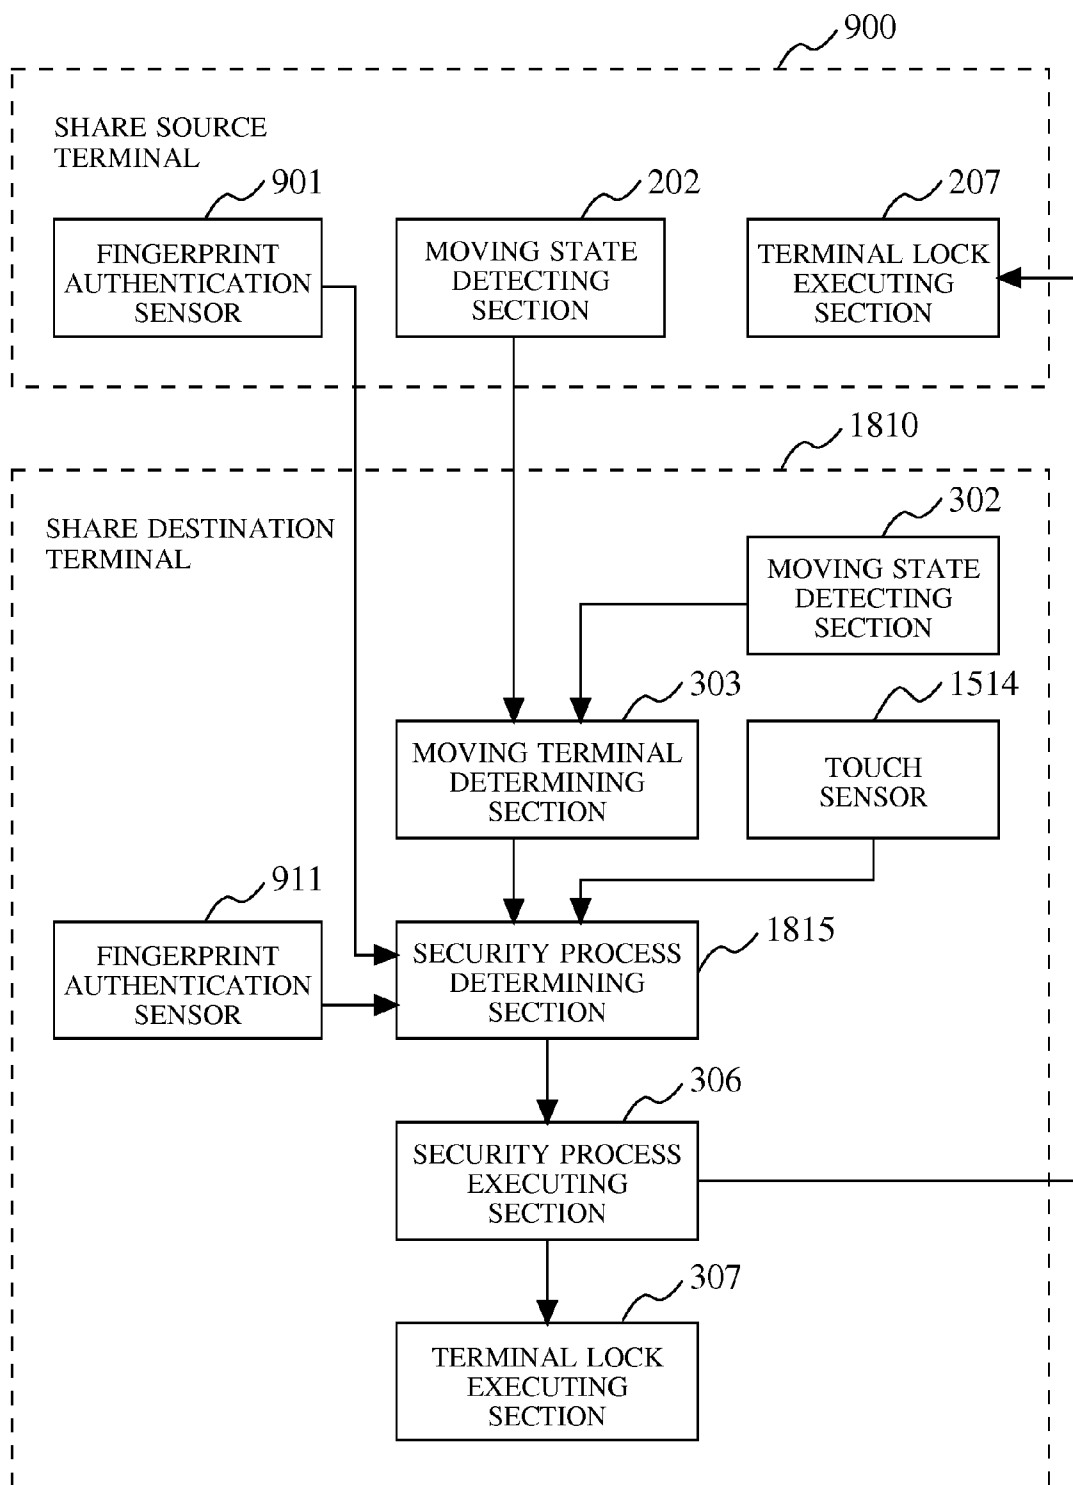 900
SHARE SOURCE
TERMINAL
901
202
207
FINGERPRINT
AUTHENTICATION
SENSOR
MOVING STATE
DETECTING
SECTION
TERMINAL LOCK
EXECUTING
SECTION
1810
SHARE DESTINATION
TERMINAL
302
MOVING STATE
DETECTING
SECTION
303
1514
MOVING TERMINAL
DETERMINING
SECTION
TOUCH
SENSOR
911
1815
FINGERPRINT
AUTHENTICATION
SENSOR
SECURITY PROCESS
DETERMINING
SECTION
306
SECURITY PROCESS
EXECUTING
SECTION
307
TERMINAL LOCK
EXECUTING
SECTION